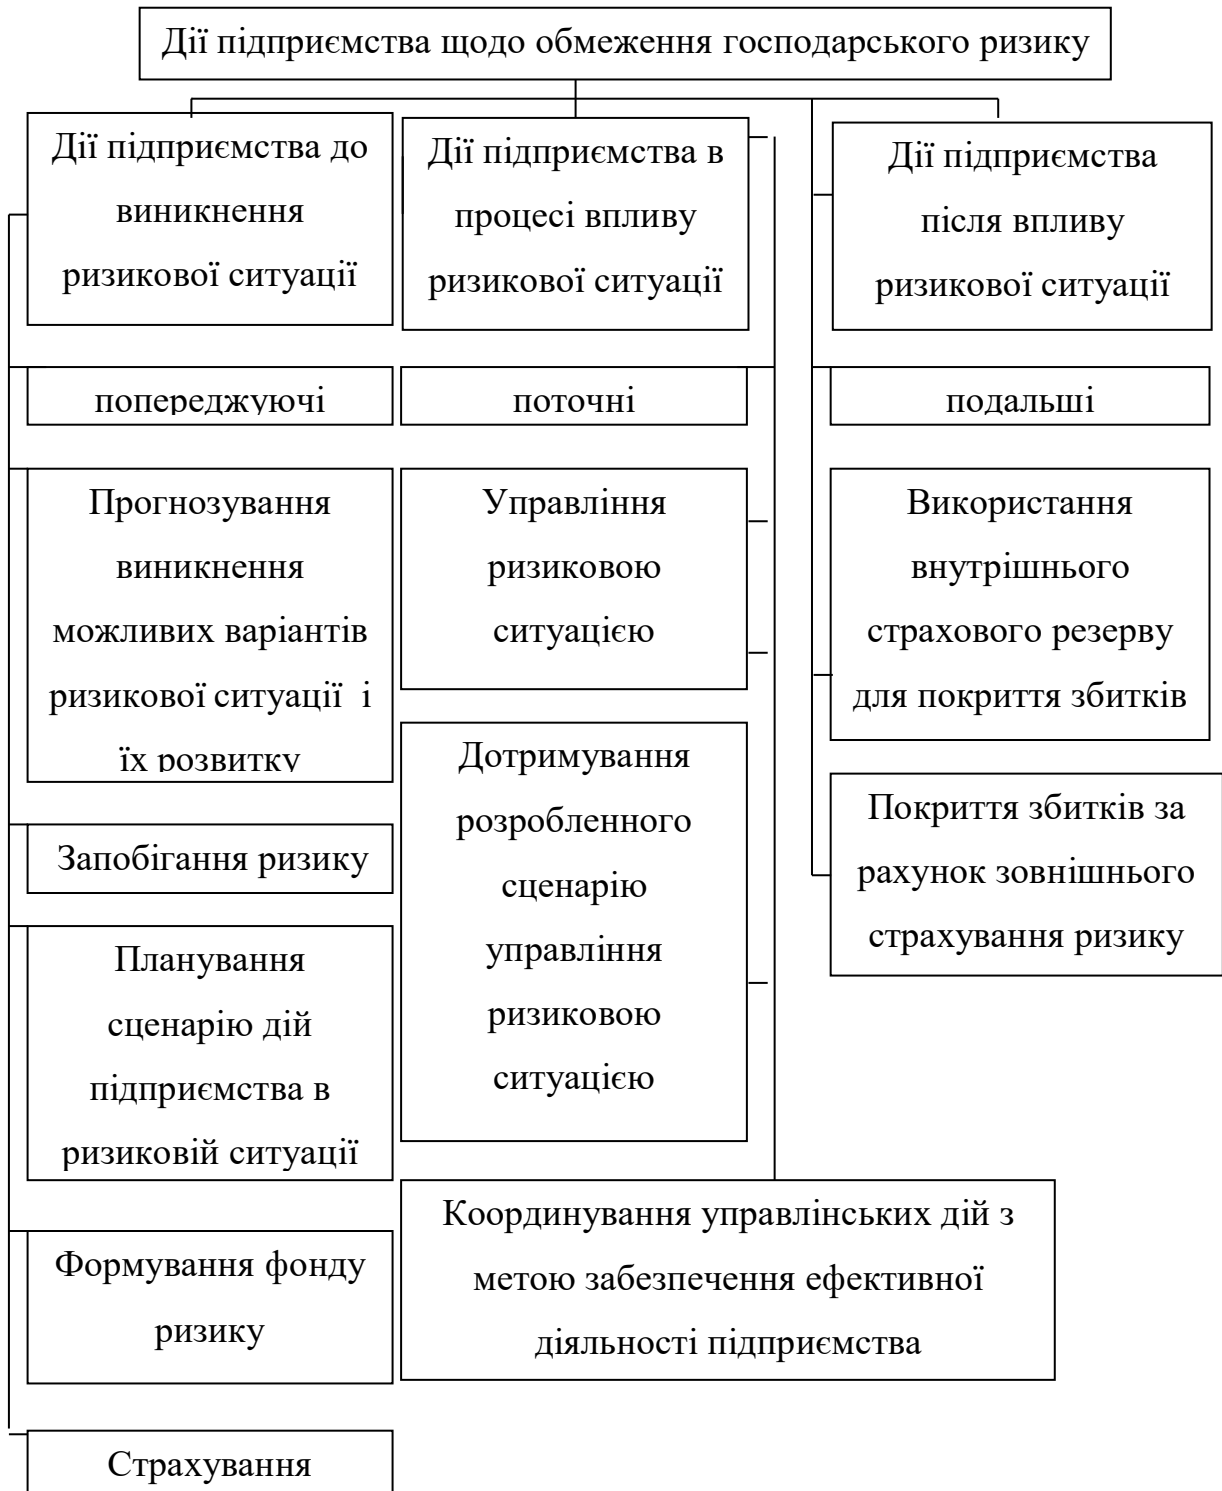 Дії підприємства щодо обмеження господарського ризику
Дії підприємства до
виникнення
ризикової ситуації
попереджуючі
Прогнозування
виникнення
можливих варіантів
ризикової ситуації і
їх розвитку
Запобігання ризику
Планування
сценарію дій
підприємства в
ризиковій ситуації
Формування фонду
ризику
Страхування
Дії підприємства в
процесі впливу
ризикової ситуації
поточні
Управління
ризиковою
ситуацією
Дотримування
розробленного
сценарію
управління
ризиковою
ситуацією
Координування управлінських дій з
метою забезпечення ефективної
діяльності підприємства
Дії підприємства
після впливу
ризикової ситуації
подальші
Використання
внутрішнього
страхового резерву
для покриття збитків
Покриття збитків за
рахунок зовнішнього
страхування ризику